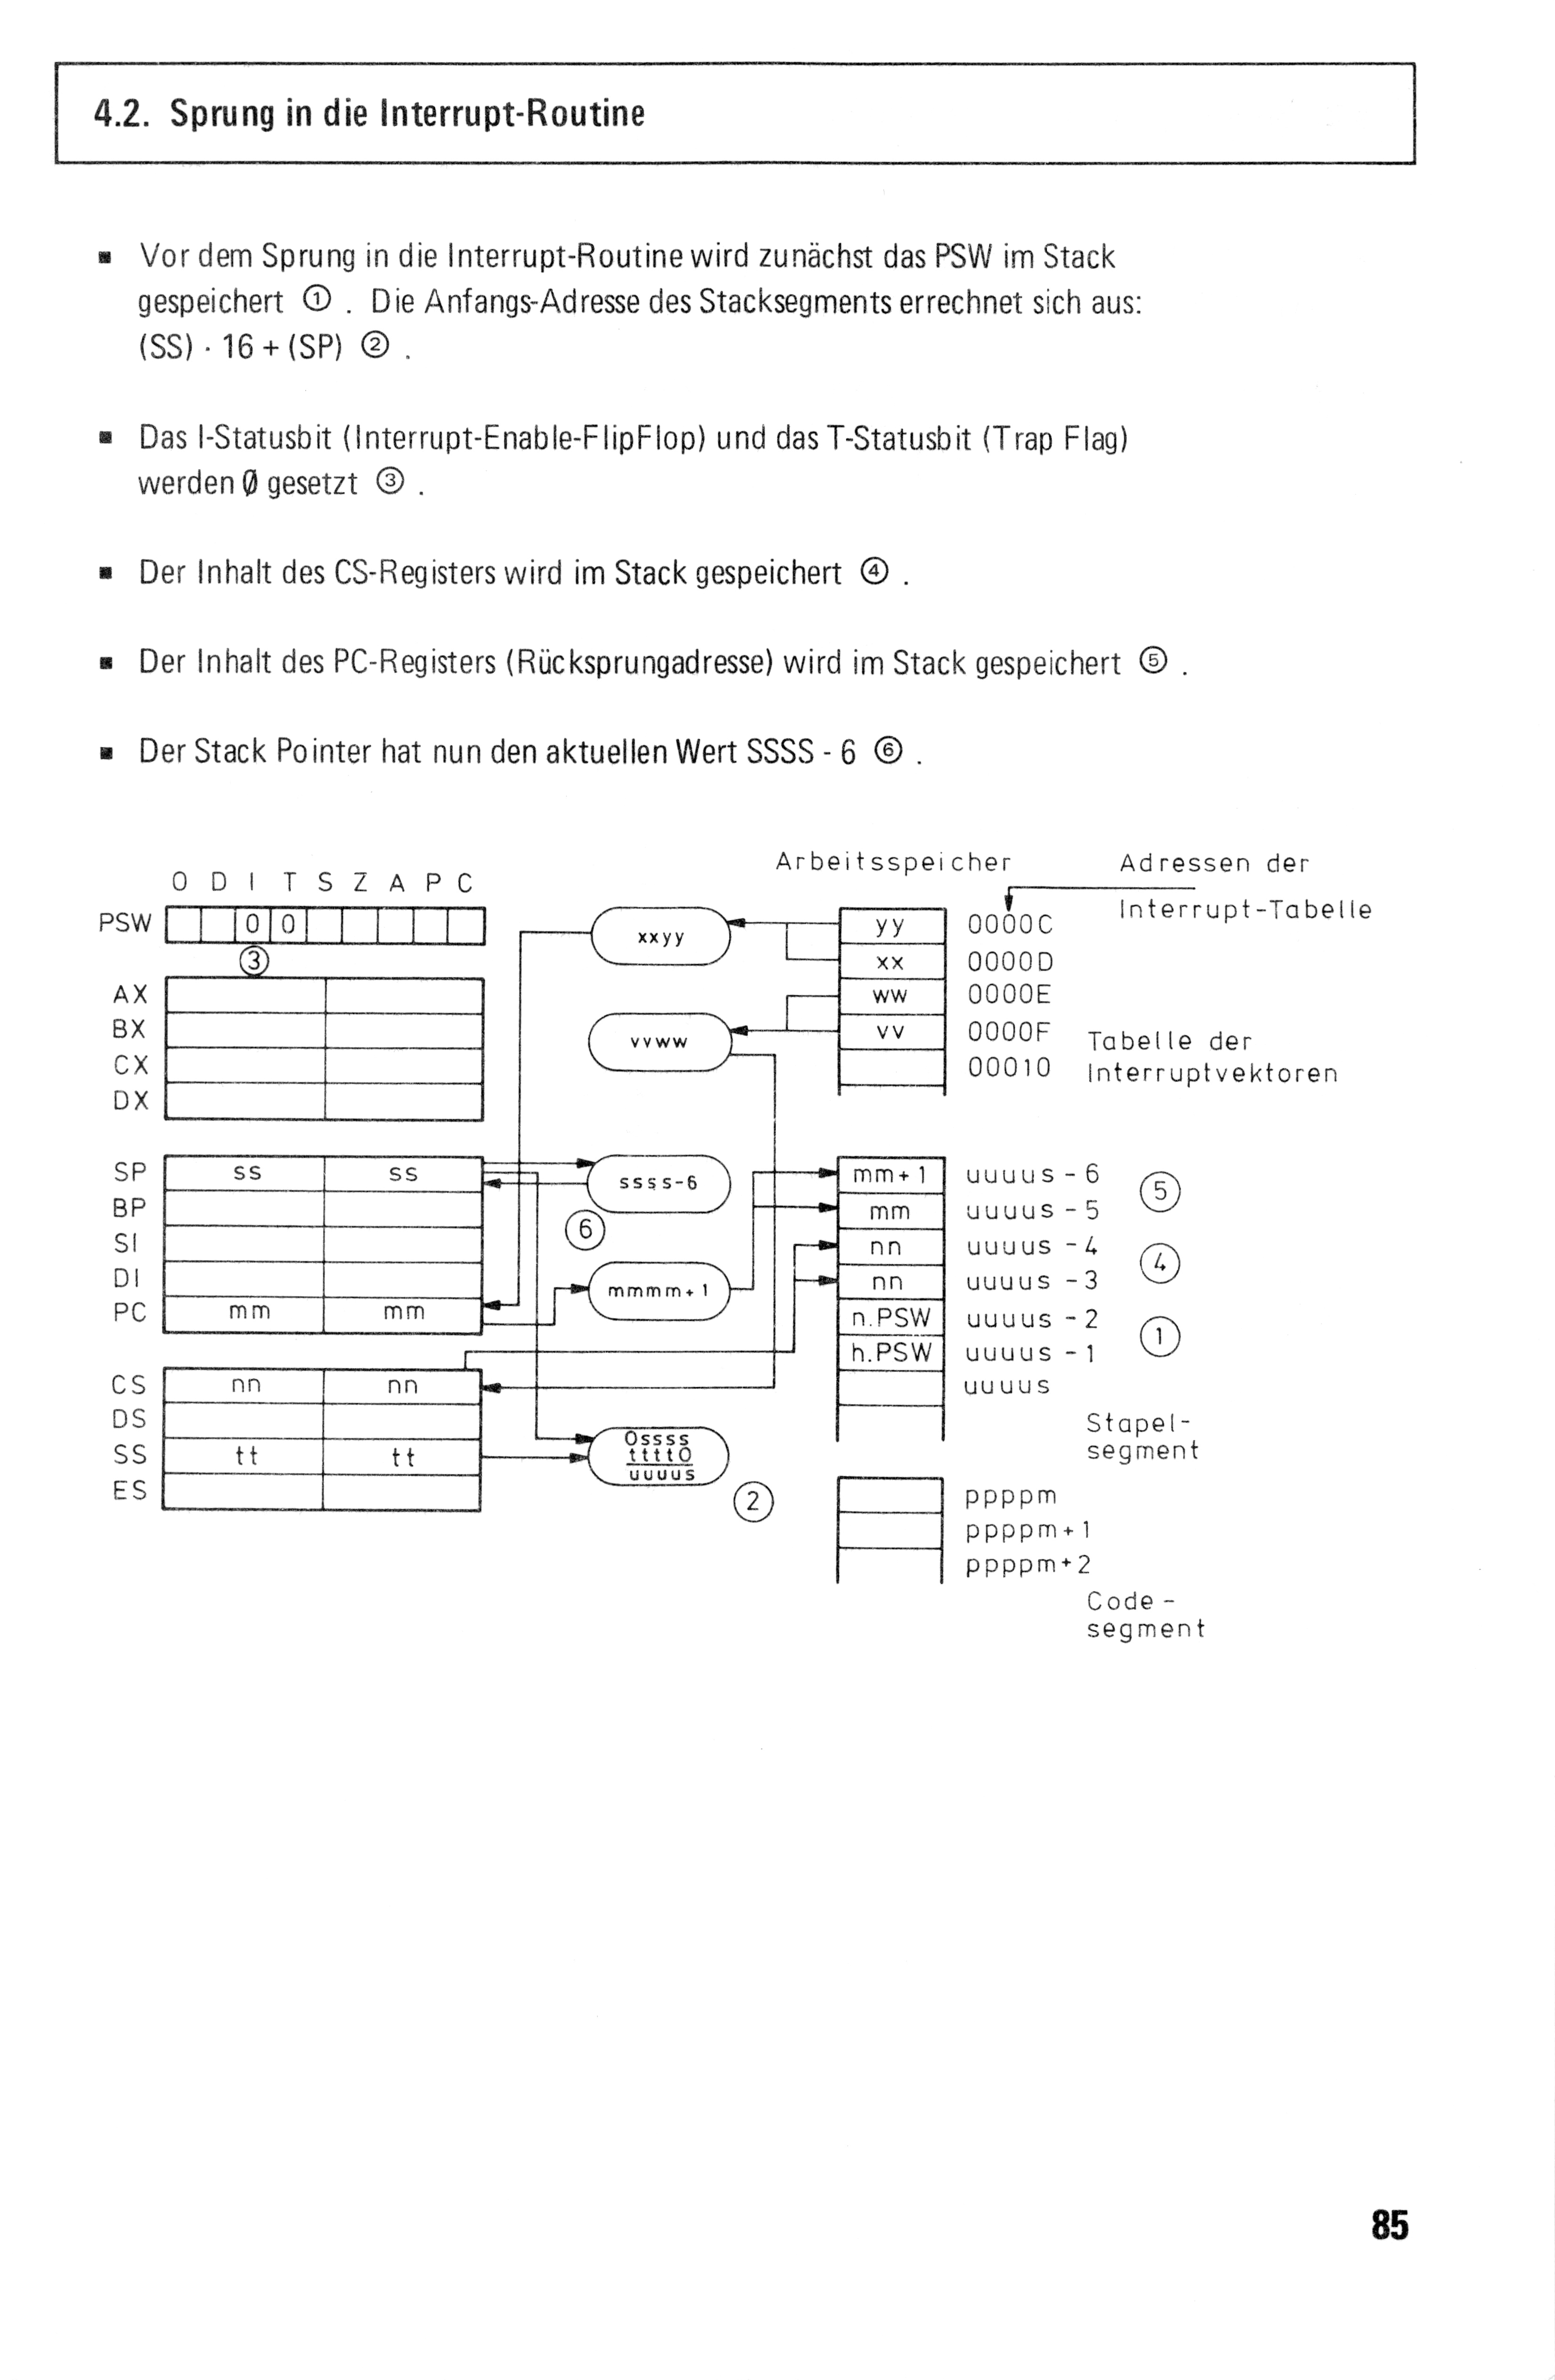 4.2. Sprung in die Interrupt-Routine
▪ Vor dem Sprung in die Interrupt-Routine wird zunächst das PSW im Stack
gespeichert ① . Die Anfangs-Adresse des Stacksegments errechnet sich aus:
(SS) · 16 + (SP) ② .
▪ Das I-Statusbit (Interrupt-Enable-FlipFlop) und das T-Statusbit (Trap Flag)
werden Ø gesetzt ③ .
▪ Der Inhalt des CS-Registers wird im Stack gespeichert ④ .
▪ Der Inhalt des PC-Registers (Rücksprungadresse) wird im Stack gespeichert ⑤ .
▪ Der Stack Pointer hat nun den aktuellen Wert SSSS - 6 ⑥ .
O D I T S Z A P C
PSW 0 0
③
AX
BX
CX
DX
SP ss ss
BP
SI
DI
PC mm mm
CS nn nn
DS
SS tt tt
ES
xxyy
vvww
ssss-6
⑥
mmmm+1
0ssss
tttt0
uuuus
②
Arbeitsspeicher
Adressen der
Interrupt-Tabelle
yy 0000C
xx 0000D
ww 0000E
vv 0000F
00010
Tabelle der
Interruptvektoren
mm+1 uuuus - 6
⑤
mm uuuus - 5
nn uuuus - 4
④
nn uuuus - 3
n.PSW uuuus - 2
①
h.PSW uuuus - 1
uuuus
Stapel-
segment
ppppm
ppppm+1
ppppm+2
Code-
segment
85